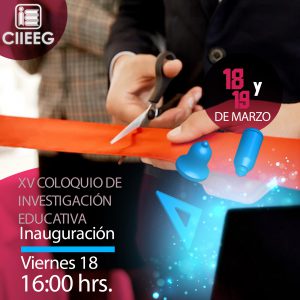 CIIEEG
18 y
19
DE MARZO
XV COLOQUIO DE
INVESTIGACIÓN
EDUCATIVA
Inauguración
Viernes 18
16:00 hrs.